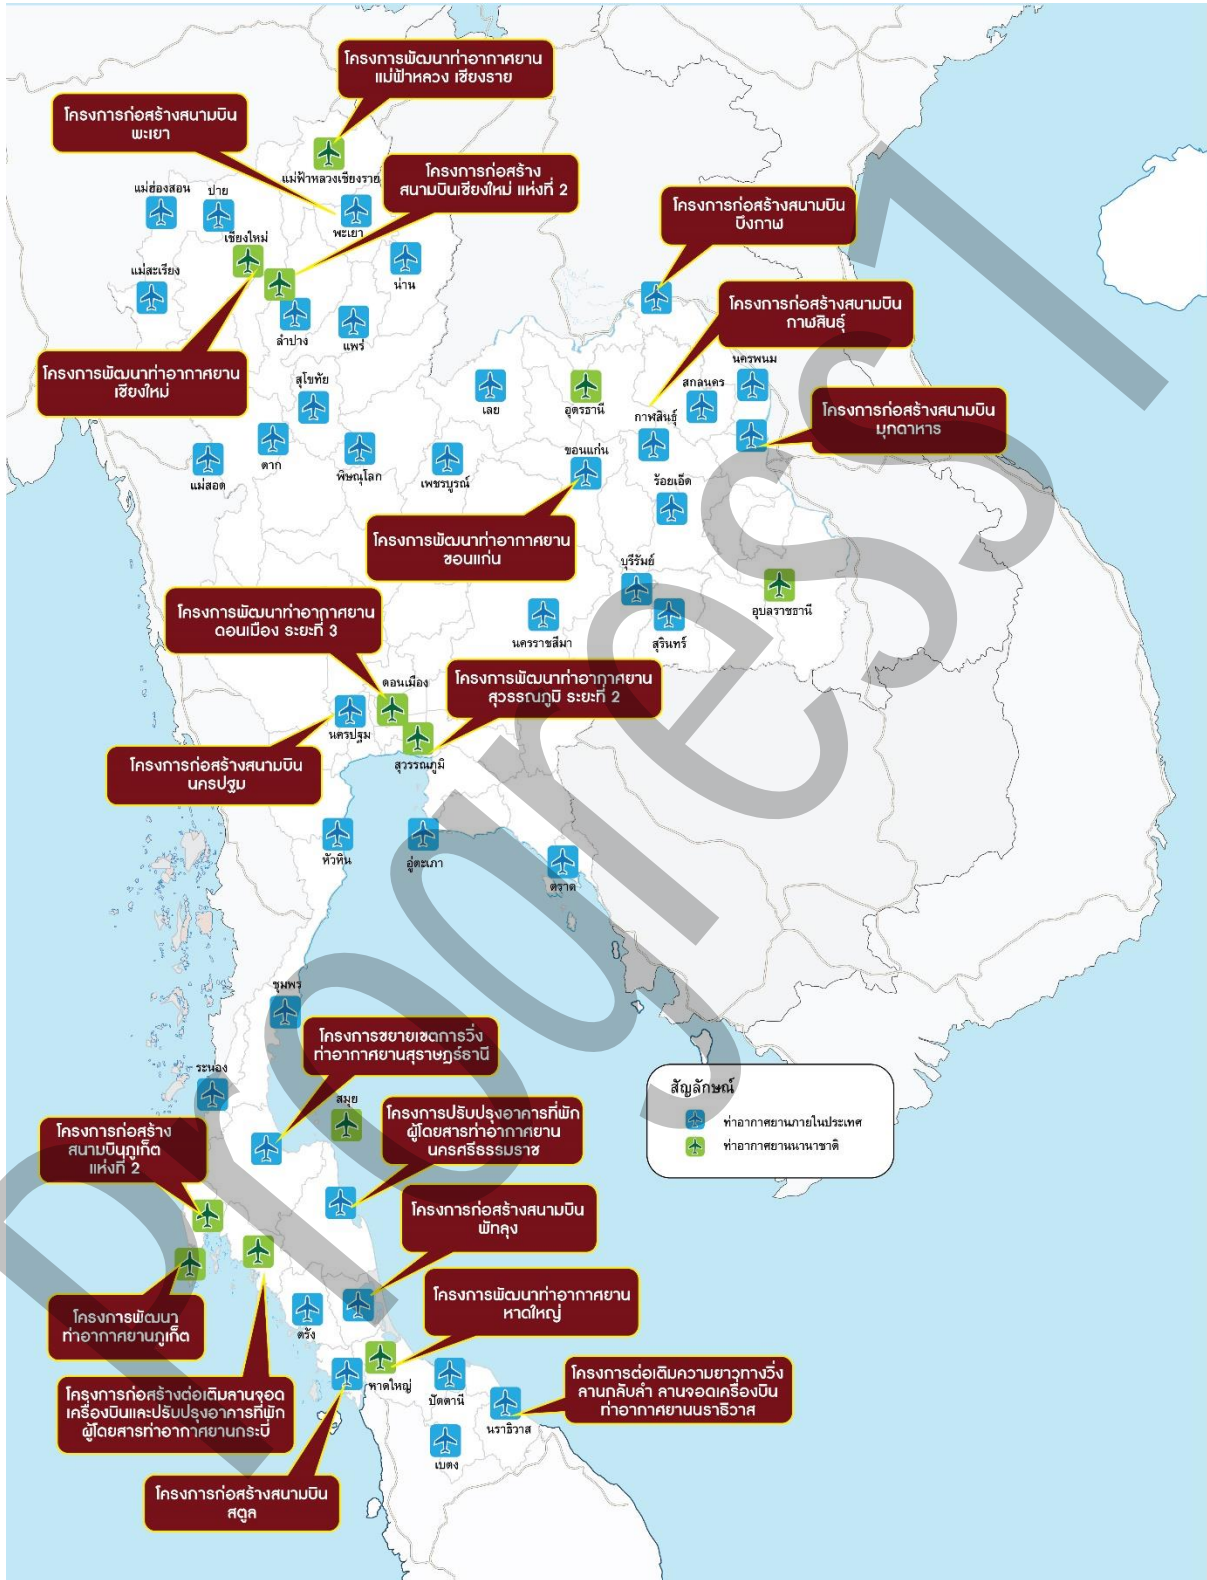 โครงการพัฒนาท่าอากาศยาน
แม่ฟ้าหลวง เชียงราย
โครงการก่อสร้างสนามบิน
พะเยา
แม่ฟ้าหลวงเชียงราย
โครงการก่อสร้าง
สนามบินเชียงใหม่ แห่งที่ 2
แม่ฮ่องสอน
ปาย
พะเยา
โครงการก่อสร้างสนามบิน
บึงกาฬ
เชียงใหม่
แม่สะเรียง
น่าน
ลำปาง
แพร่
โครงการก่อสร้างสนามบิน
กาฬสินธุ์
โครงการพัฒนาท่าอากาศยาน
เชียงใหม่
สุโขทัย
เลย
อุดรธานี
สกลนคร
นครพนม
กาฬสินธุ์
โครงการก่อสร้างสนามบิน
มุกดาหาร
แม่สอด
ตาก
พิษณุโลก
เพชรบูรณ์
ขอนแก่น
ร้อยเอ็ด
โครงการพัฒนาท่าอากาศยาน
ขอนแก่น
บุรีรัมย์
นครราชสีมา
สุรินทร์
อุบลราชธานี
โครงการพัฒนาท่าอากาศยาน
ดอนเมือง ระยะที่ 3
ดอนเมือง
โครงการพัฒนาท่าอากาศยาน
สุวรรณภูมิ ระยะที่ 2
นครปฐม
สุวรรณภูมิ
โครงการก่อสร้างสนามบิน
นครปฐม
หัวหิน
อู่ตะเภา
ตราด
ชุมพร
โครงการขยายเขตการวิ่ง
ท่าอากาศยานสุราษฎร์ธานี
ระนอง
สมุย
สัญลักษณ์
ท่าอากาศยานภายในประเทศ
ท่าอากาศยานนานาชาติ
โครงการก่อสร้าง
สนามบินภูเก็ต
แห่งที่ 2
โครงการปรับปรุงอาคารที่พัก
ผู้โดยสารท่าอากาศยาน
นครศรีธรรมราช
โครงการก่อสร้างสนามบิน
พัทลุง
โครงการพัฒนา
ท่าอากาศยานภูเก็ต
ตรัง
โครงการพัฒนาท่าอากาศยาน
หาดใหญ่
หาดใหญ่
ปัตตานี
นราธิวาส
เบตง
โครงการต่อเติมความยาวทางวิ่ง
ลานกลับลำ ลานจอดเครื่องบิน
ท่าอากาศยานนราธิวาส
โครงการก่อสร้างต่อเติมลานจอด
เครื่องบินและปรับปรุงอาคารที่พัก
ผู้โดยสารท่าอากาศยานกระบี่
โครงการก่อสร้างสนามบิน
สตูล